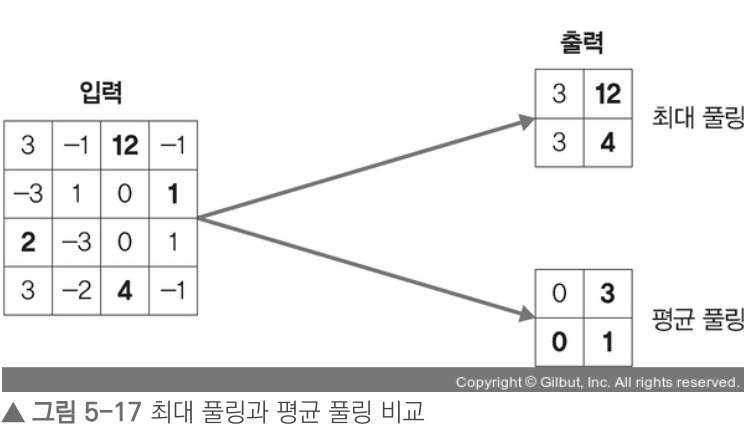 입력
3 −1 12 −1
−3 1 0 1
2 −3 0 1
3 −2 4 −1
출력
3 12
3 4
최대 풀링
0 3
0 1
평균 풀링
Copyright © Gilbut, Inc. All rights reserved.
▲ 그림 5-17 최대 풀링과 평균 풀링 비교